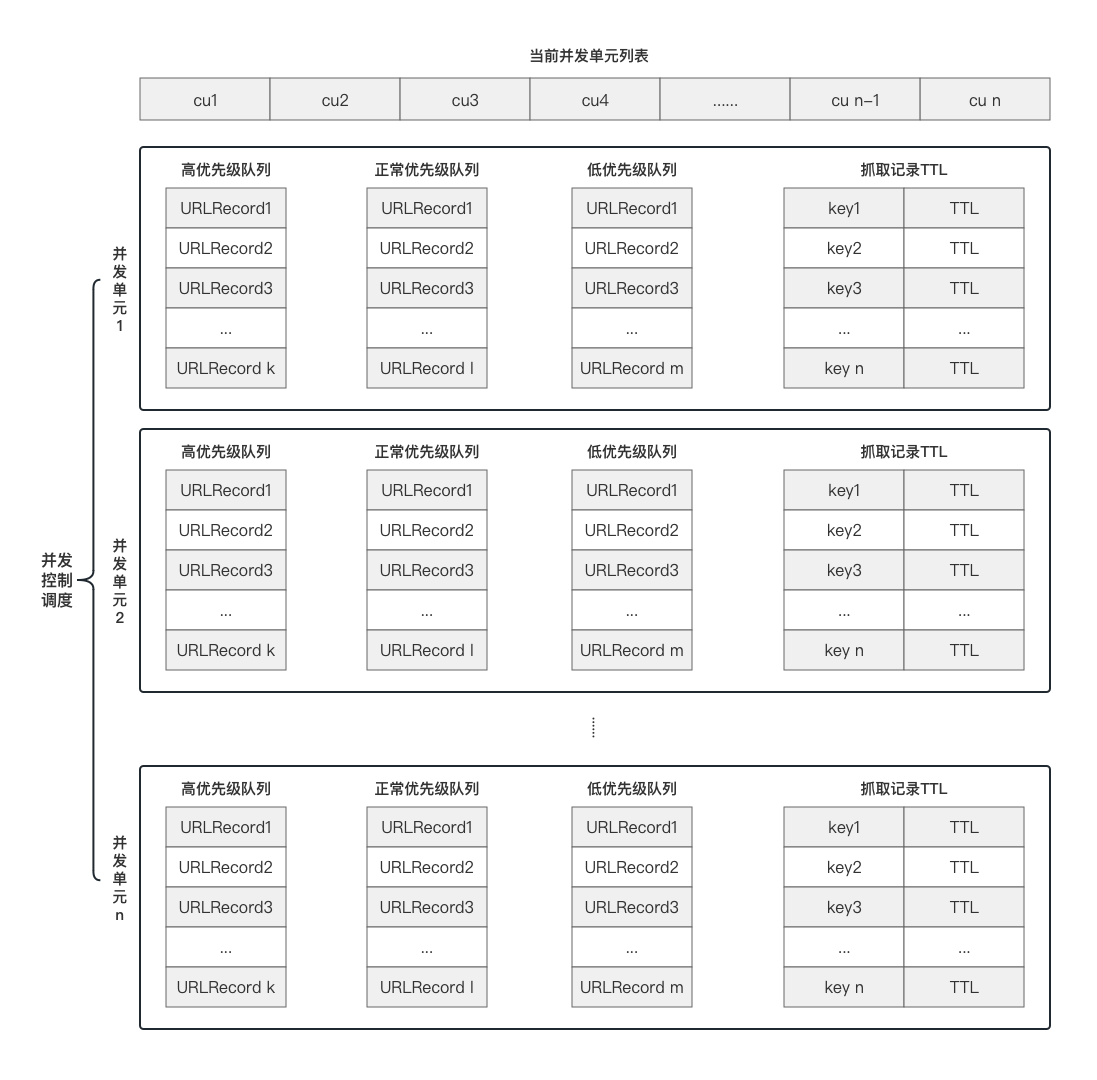 当前并发单元列表
cu1 cu2 cu3 cu4 ...... cu n-1 cu n
并发控制调度
并发单元1
高优先级队列 正常优先级队列 低优先级队列 抓取记录TTL
URLRecord1 URLRecord1 URLRecord1 key1 TTL
URLRecord2 URLRecord2 URLRecord2 key2 TTL
URLRecord3 URLRecord3 URLRecord3 key3 TTL
... ... ... ... ...
URLRecord k URLRecord l URLRecord m key n TTL
并发单元2
高优先级队列 正常优先级队列 低优先级队列 抓取记录TTL
URLRecord1 URLRecord1 URLRecord1 key1 TTL
URLRecord2 URLRecord2 URLRecord2 key2 TTL
URLRecord3 URLRecord3 URLRecord3 key3 TTL
... ... ... ... ...
URLRecord k URLRecord l URLRecord m key n TTL
并发单元n
高优先级队列 正常优先级队列 低优先级队列 抓取记录TTL
URLRecord1 URLRecord1 URLRecord1 key1 TTL
URLRecord2 URLRecord2 URLRecord2 key2 TTL
URLRecord3 URLRecord3 URLRecord3 key3 TTL
... ... ... ... ...
URLRecord k URLRecord l URLRecord m key n TTL